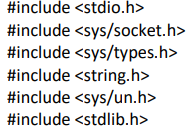 #include <stdio.h>
#include <sys/socket.h>
#include <sys/types.h>
#include <string.h>
#include <sys/un.h>
#include <stdlib.h>